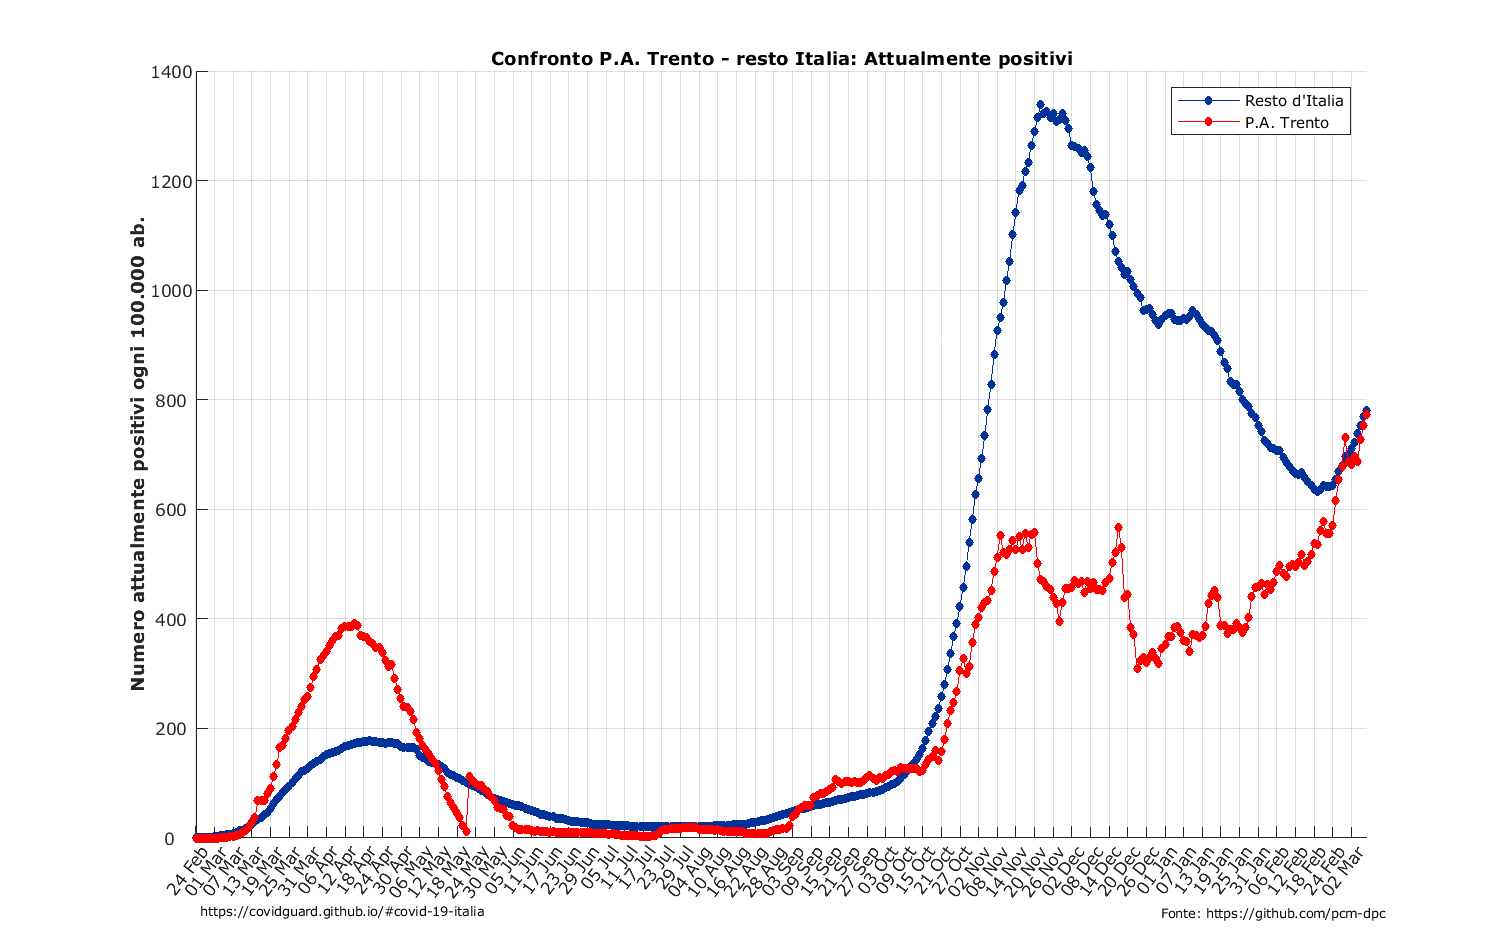 Confronto P.A. Trento - resto Italia: Attualmente positivi
1400
1200
1000
800
600
400
200
0
Numero attualmente positivi ogni 100.000 ab.
Resto d'Italia
P.A. Trento
24 Feb
01 Mar
07 Mar
13 Mar
19 Mar
25 Mar
31 Mar
06 Apr
12 Apr
18 Apr
24 Apr
30 Apr
06 May
12 May
18 May
24 May
30 May
05 Jun
11 Jun
17 Jun
23 Jun
29 Jun
05 Jul
11 Jul
17 Jul
23 Jul
29 Jul
04 Aug
10 Aug
16 Aug
22 Aug
28 Aug
03 Sep
09 Sep
15 Sep
21 Sep
27 Sep
03 Oct
09 Oct
15 Oct
21 Oct
27 Oct
02 Nov
08 Nov
14 Nov
20 Nov
26 Nov
02 Dec
08 Dec
14 Dec
20 Dec
26 Dec
01 Jan
07 Jan
13 Jan
19 Jan
25 Jan
31 Jan
06 Feb
12 Feb
18 Feb
24 Feb
02 Mar
https://covidguard.github.io/#covid-19-italia
Fonte: https://github.com/pcm-dpc